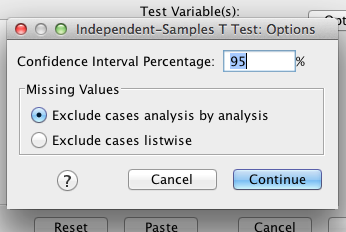 Test Variable(s):
Independent-Samples T Test: Options
Confidence Interval Percentage: 95 %
Missing Values
Exclude cases analysis by analysis
Exclude cases listwise
? Cancel Continue
Reset Paste Cancel